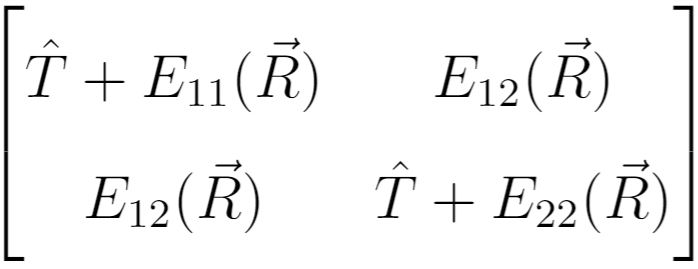 T̂ + E₁₁(R⃗) E₁₂(R⃗)
E₁₂(R⃗) T̂ + E₂₂(R⃗)